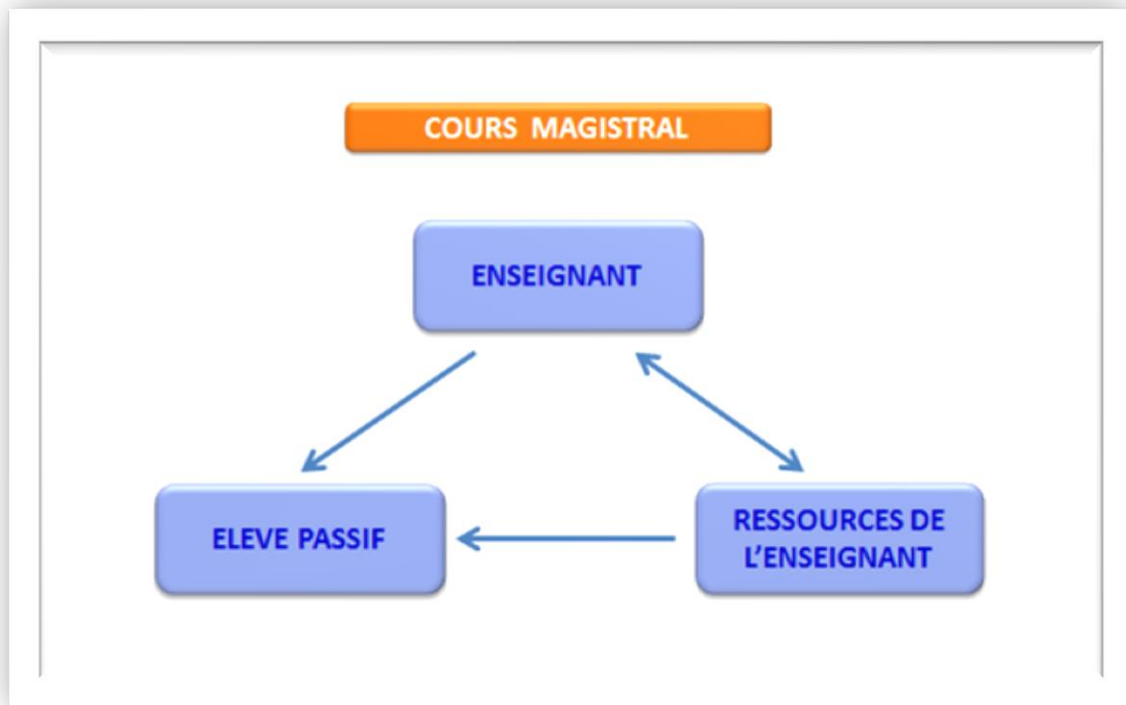 COURS MAGISTRAL
ENSEIGNANT
ELEVE PASSIF
RESSOURCES DE
L’ENSEIGNANT